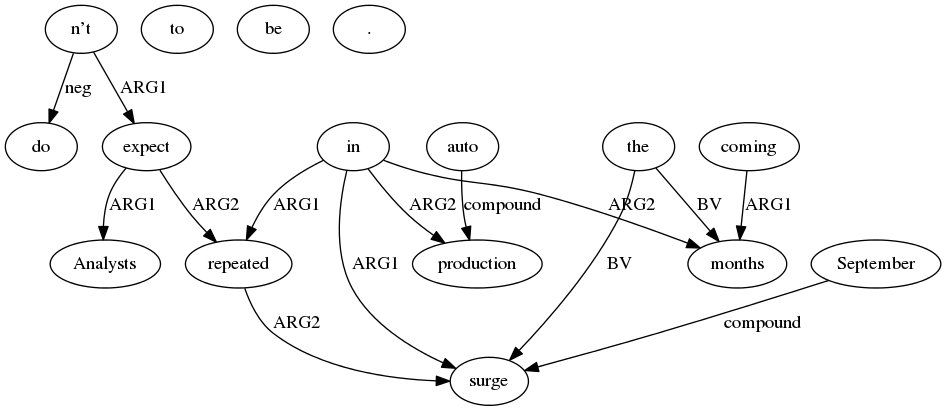 n't to be .
neg ARG1
do expect in auto the coming
ARG1 ARG2 ARG1 ARG2 compound ARG2 BV ARG1
Analysts repeated ARG1 production BV months September
ARG2 compound
surge